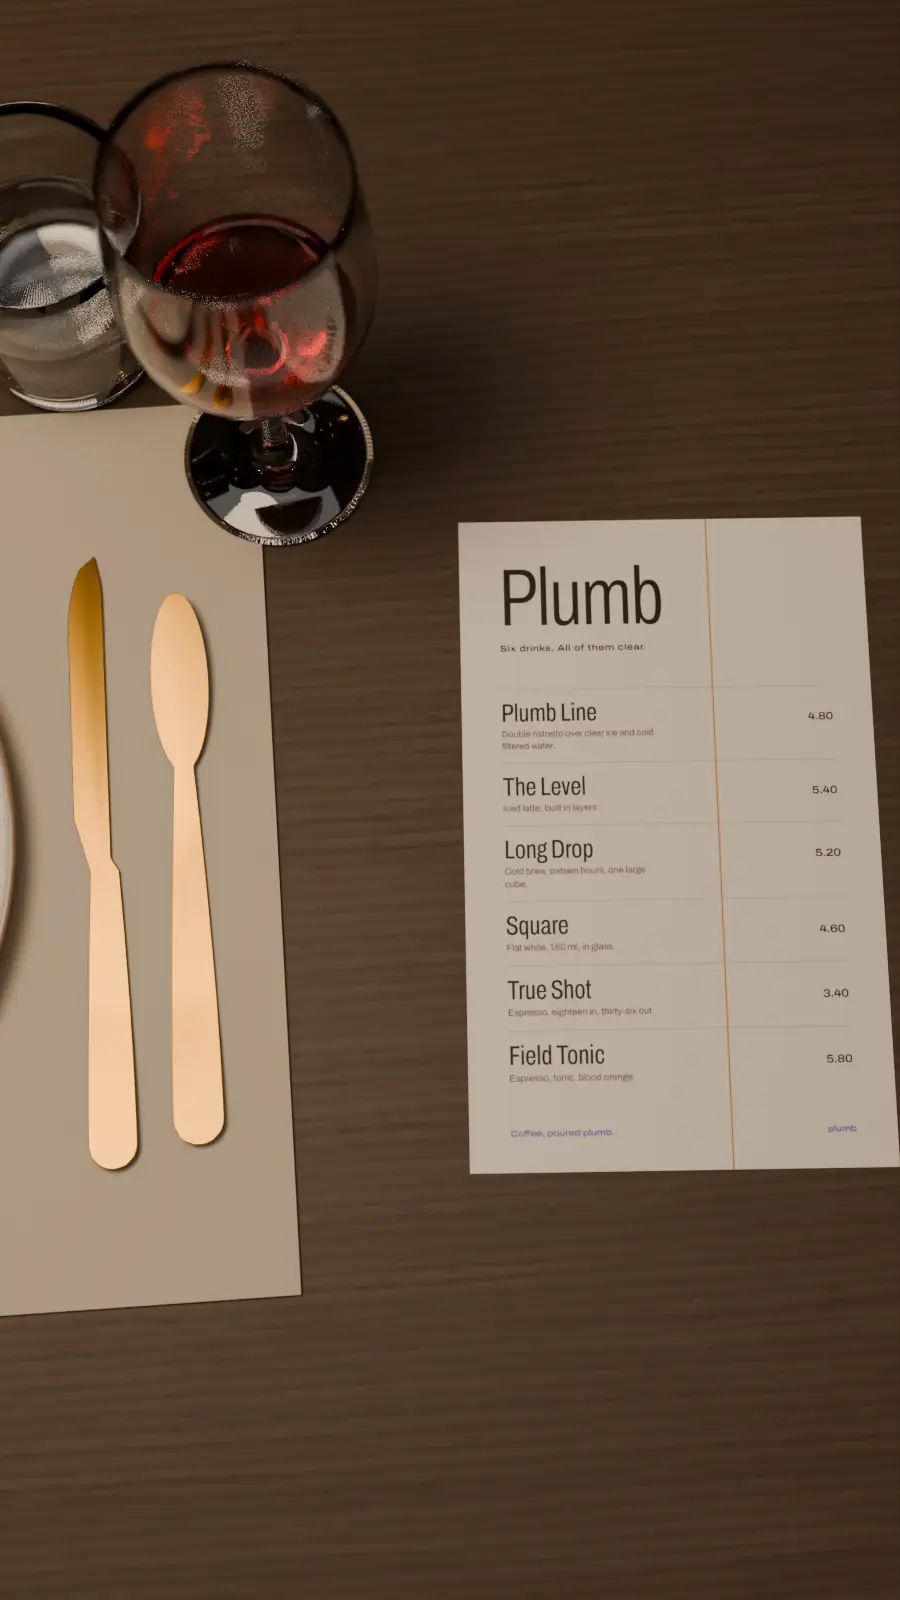 Plumb
Six drinks. All of them clear.
Plumb Line 4.80
Double ristretto over clear ice and cold
filtered water.
The Level 5.40
Iced latte, built in layers.
Long Drop 5.20
Cold brew, sixteen hours, one large
cube.
Square 4.60
Flat white, 160 ml, in glass.
True Shot 3.40
Espresso, eighteen in, thirty-six out.
Field Tonic 5.80
Espresso, tonic, blood orange.
Coffee, poured plumb. plumb